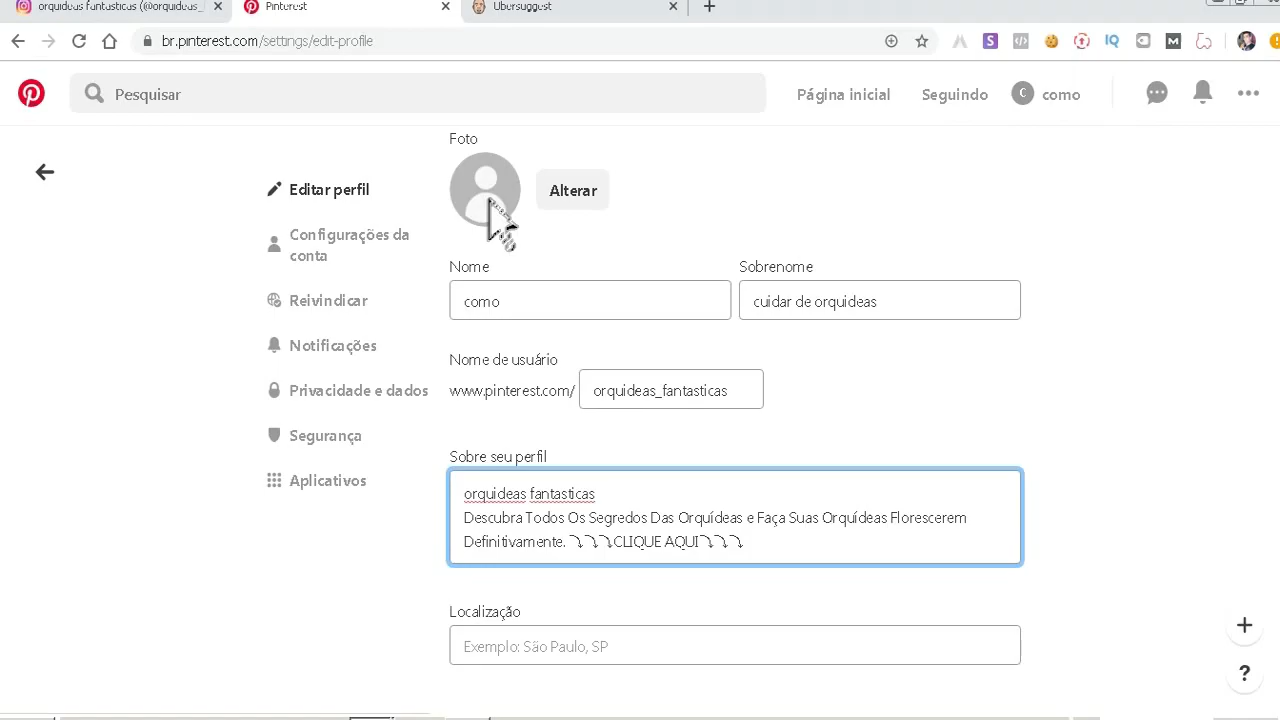 orquideas fantasticas (@orquideas_
Pinterest
Ubersuggest
br.pinterest.com/settings/edit-profile
Pesquisar
Página inicial
Seguindo
C
como
Foto
Alterar
Editar perfil
Configurações da
conta
Reivindicar
Notificações
Privacidade e dados
Segurança
Aplicativos
Nome
Sobrenome
como
cuidar de orquideas
Nome de usuário
www.pinterest.com/
orquideas_fantasticas
Sobre seu perfil
orquideas fantasticas
Descubra Todos Os Segredos Das Orquídeas e Faça Suas Orquídeas Florescerem
Definitivamente. ⤵⤵⤵CLIQUE AQUI⤵⤵⤵
Localização
Exemplo: São Paulo, SP